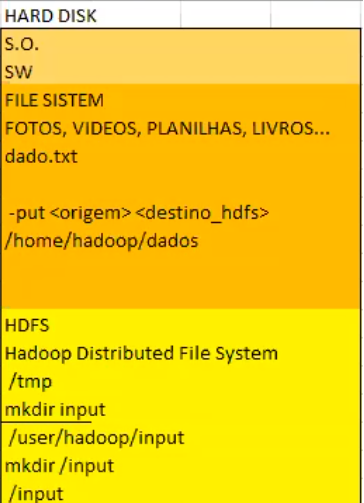 HARD DISK
S.O.
SW
FILE SISTEM
FOTOS, VIDEOS, PLANILHAS, LIVROS...
dado.txt
-put <origem> <destino_hdfs>
/home/hadoop/dados
HDFS
Hadoop Distributed File System
/tmp
mkdir input
/user/hadoop/input
mkdir /input
/input